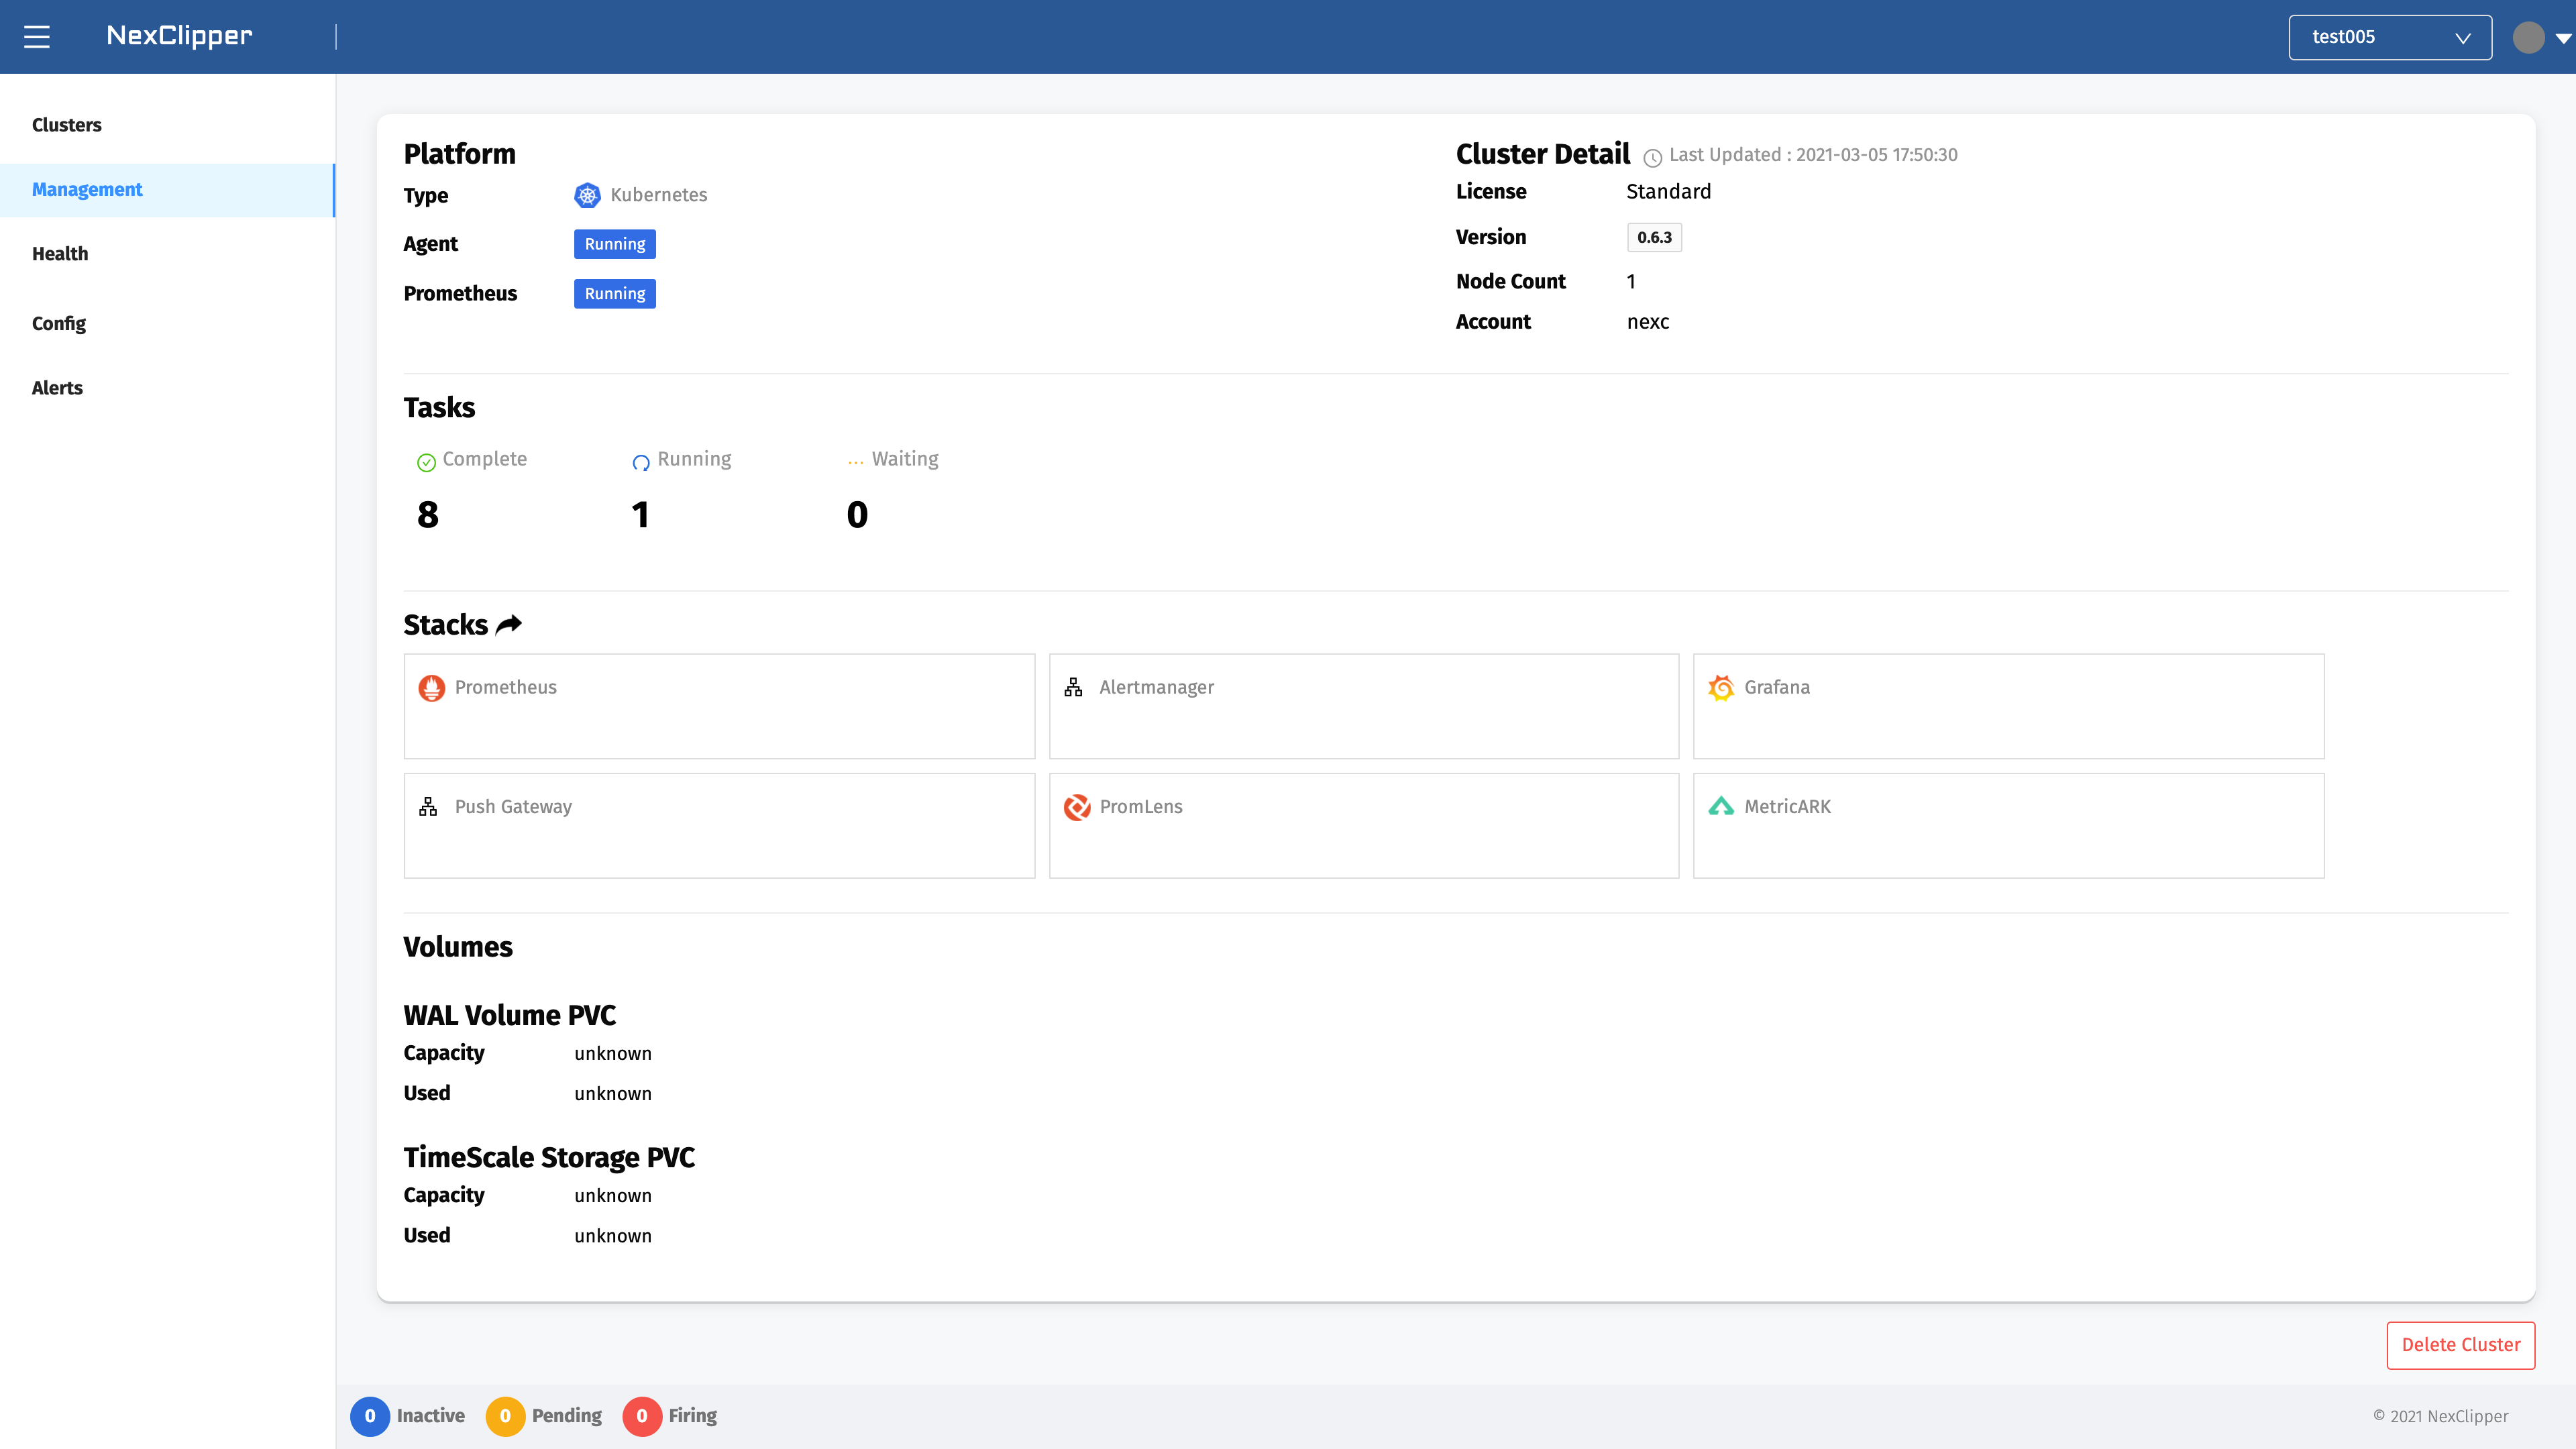 NexClipper
test005
Clusters
Management
Health
Config
Alerts
Platform
Type Kubernetes
Agent Running
Prometheus Running
Cluster Detail Last Updated : 2021-03-05 17:50:30
License Standard
Version 0.6.3
Node Count 1
Account nexc
Tasks
Complete Running Waiting
8 1 0
Stacks
Prometheus Alertmanager Grafana
Push Gateway PromLens MetricARK
Volumes
WAL Volume PVC
Capacity unknown
Used unknown
TimeScale Storage PVC
Capacity unknown
Used unknown
Delete Cluster
0 Inactive 0 Pending 0 Firing
© 2021 NexClipper